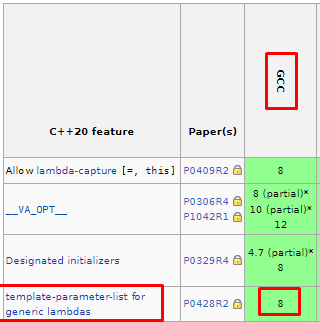 GCC
C++20 feature
Paper(s)
Allow lambda-capture [=, this]
P0409R2
8
__VA_OPT__
P0306R4
P1042R1
8 (partial)*
10 (partial)*
12
Designated initializers
P0329R4
4.7 (partial)*
8
template-parameter-list for
generic lambdas
P0428R2
8